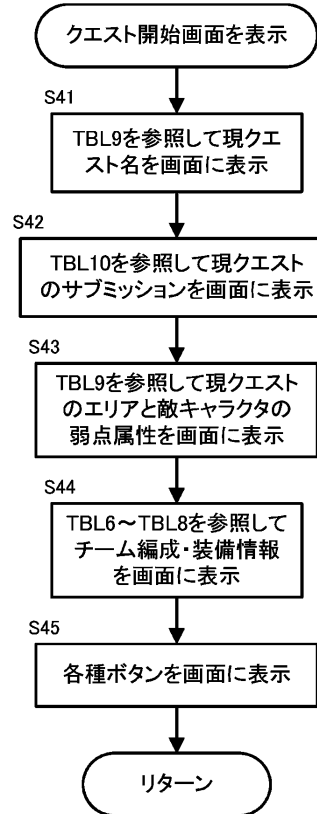 クエスト開始画面を表示
S41
TBL9を参照して現クエ
スト名を画面に表示
S42
TBL10を参照して現クエスト
のサブミッションを画面に表示
S43
TBL9を参照して現クエスト
のエリアと敵キャラクタの
弱点属性を画面に表示
S44
TBL6～TBL8を参照して
チーム編成・装備情報
を画面に表示
S45
各種ボタンを画面に表示
リターン